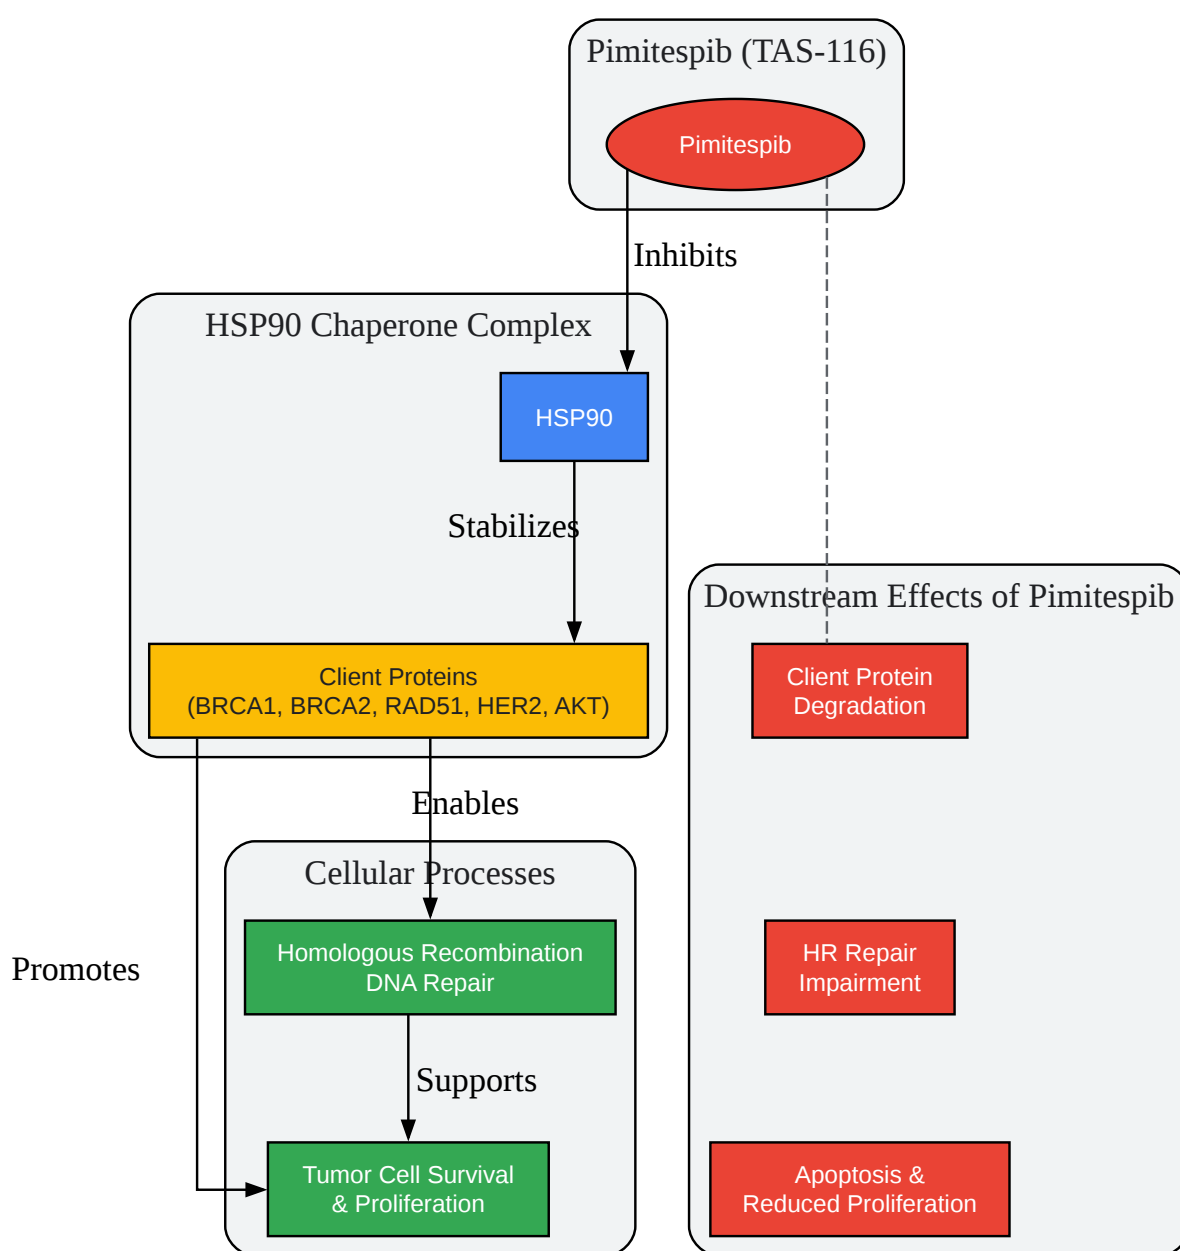 Pimitespib (TAS-116)
Pimitespib
Inhibits
HSP90 Chaperone Complex
HSP90
Stabilizes
Downstream Effects of Pimitespib
Client Proteins
(BRCA1, BRCA2, RAD51, HER2, AKT)
Client Protein
Degradation
Enables
Cellular Processes
Homologous Recombination
DNA Repair
HR Repair
Impairment
Promotes
Supports
Tumor Cell Survival
& Proliferation
Apoptosis &
Reduced Proliferation